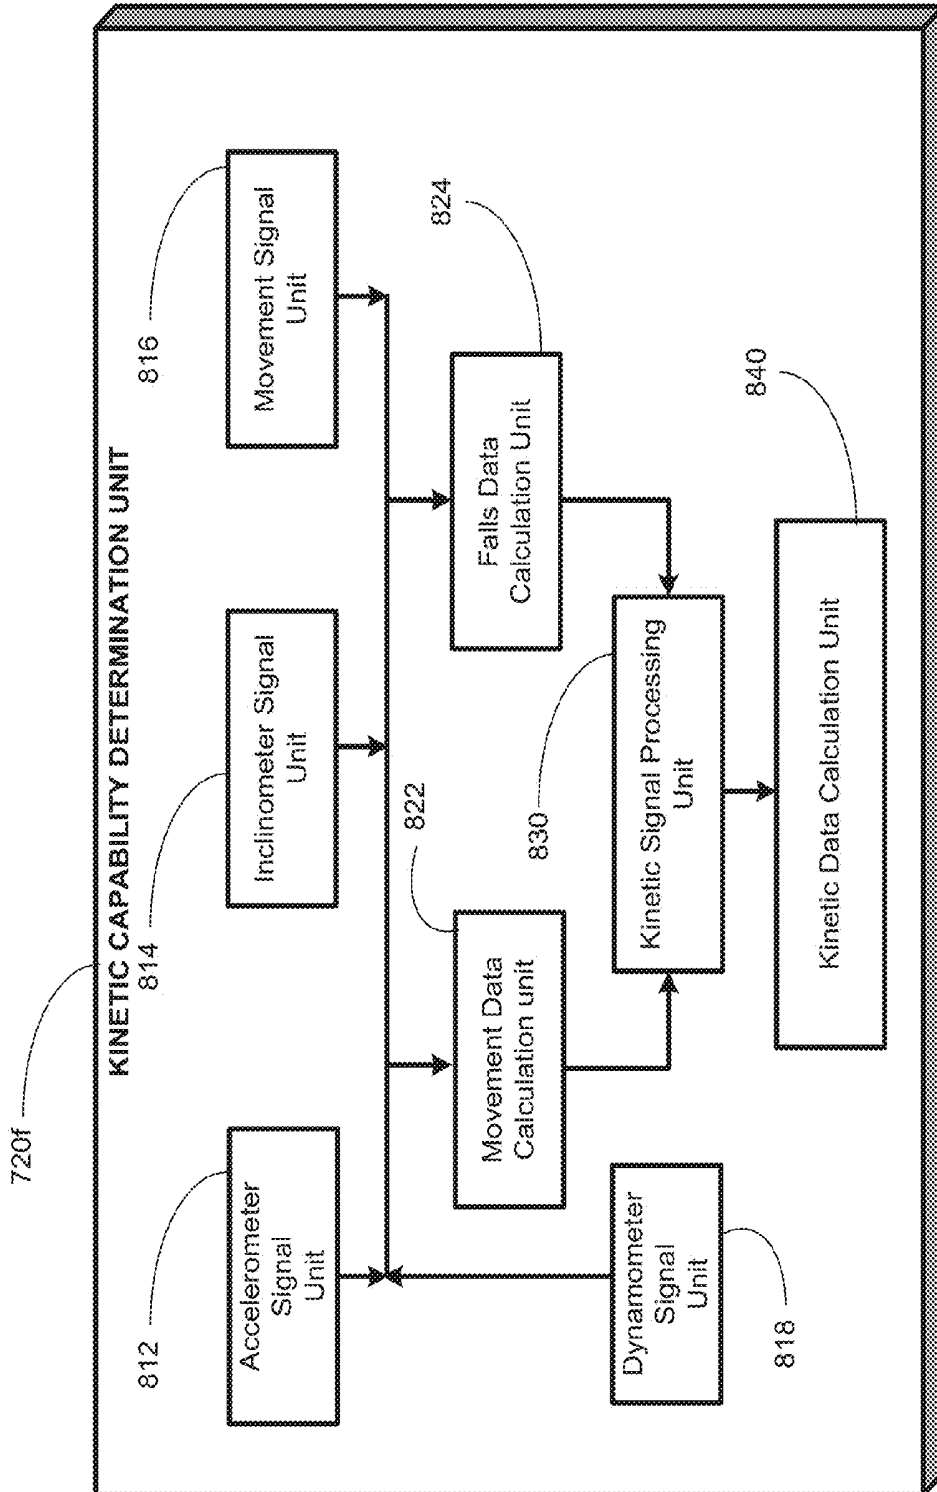 720f
KINETIC CAPABILITY DETERMINATION UNIT
812
814
816
Accelerometer
Signal
Unit
Inclinometer Signal
Unit
Movement Signal
Unit
822
824
Movement Data
Calculation unit
Falls Data
Calculation Unit
830
Dynamometer
Signal
Unit
Kinetic Signal Processing
Unit
818
840
Kinetic Data Calculation Unit